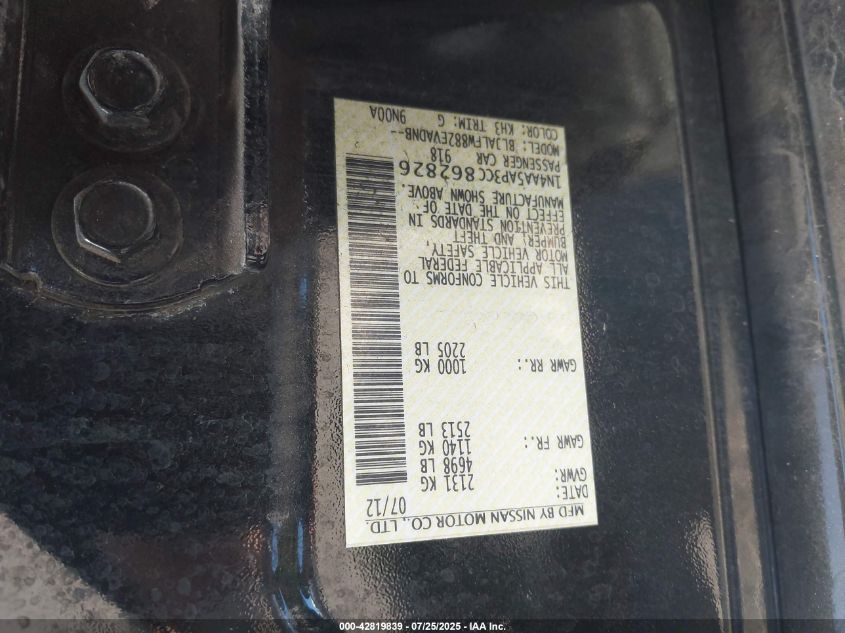 MFD BY NISSAN MOTOR CO., LTD.
DATE: 07/12
GVWR: 2131 KG
4698 LB
GAWR FR.: 1140 KG
2513 LB
GAWR RR.: 1000 KG
2205 LB
THIS VEHICLE CONFORMS TO
ALL APPLICABLE FEDERAL
MOTOR VEHICLE SAFETY,
BUMPER, AND THEFT
PREVENTION STANDARDS IN
EFFECT ON THE DATE OF
MANUFACTURE SHOWN ABOVE.
1N4AA5AP3CC862826
PASSENGER CAR 918
MODEL: BLJALFW882EVADNB--
COLOR: KH3 TRIM: G 9N00A
000-42819839 / 07/25/2025 - IAA Inc.